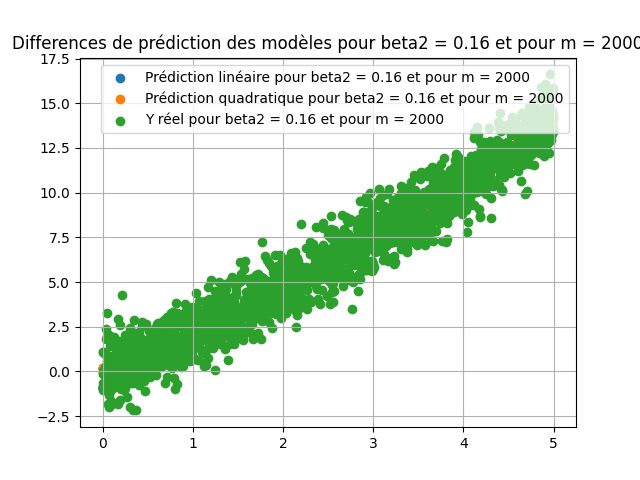 Differences de prédiction des modèles pour beta2 = 0.16 et pour m = 2000
17.5
15.0
12.5
10.0
7.5
5.0
2.5
0.0
−2.5
Prédiction linéaire pour beta2 = 0.16 et pour m = 2000
Prédiction quadratique pour beta2 = 0.16 et pour m = 2000
Y réel pour beta2 = 0.16 et pour m = 2000
0 1 2 3 4 5